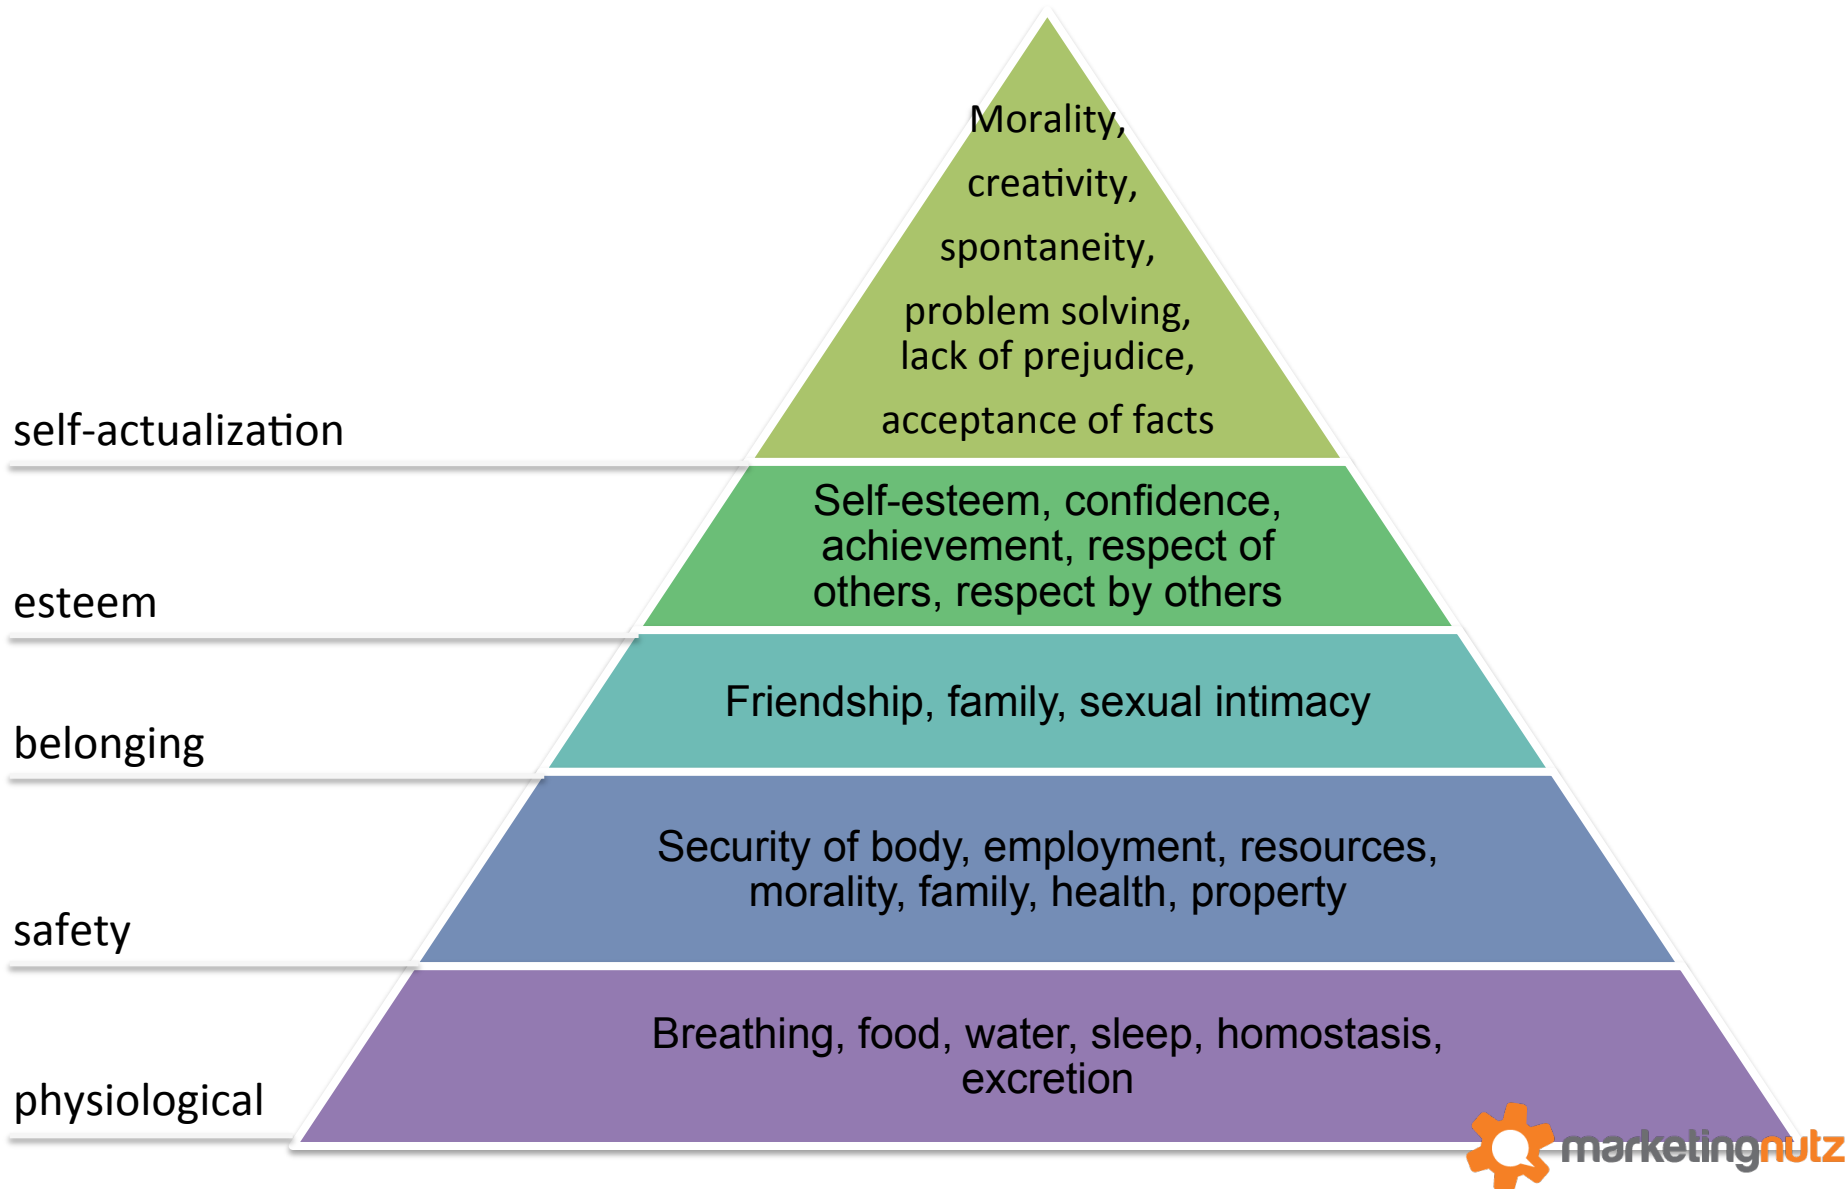 Morality,
creativity,
spontaneity,
problem solving,
lack of prejudice,
acceptance of facts
self-actualization
Self-esteem, confidence,
achievement, respect of
others, respect by others
esteem
Friendship, family, sexual intimacy
belonging
Security of body, employment, resources,
morality, family, health, property
safety
Breathing, food, water, sleep, homostasis,
excretion
physiological
marketingnutz